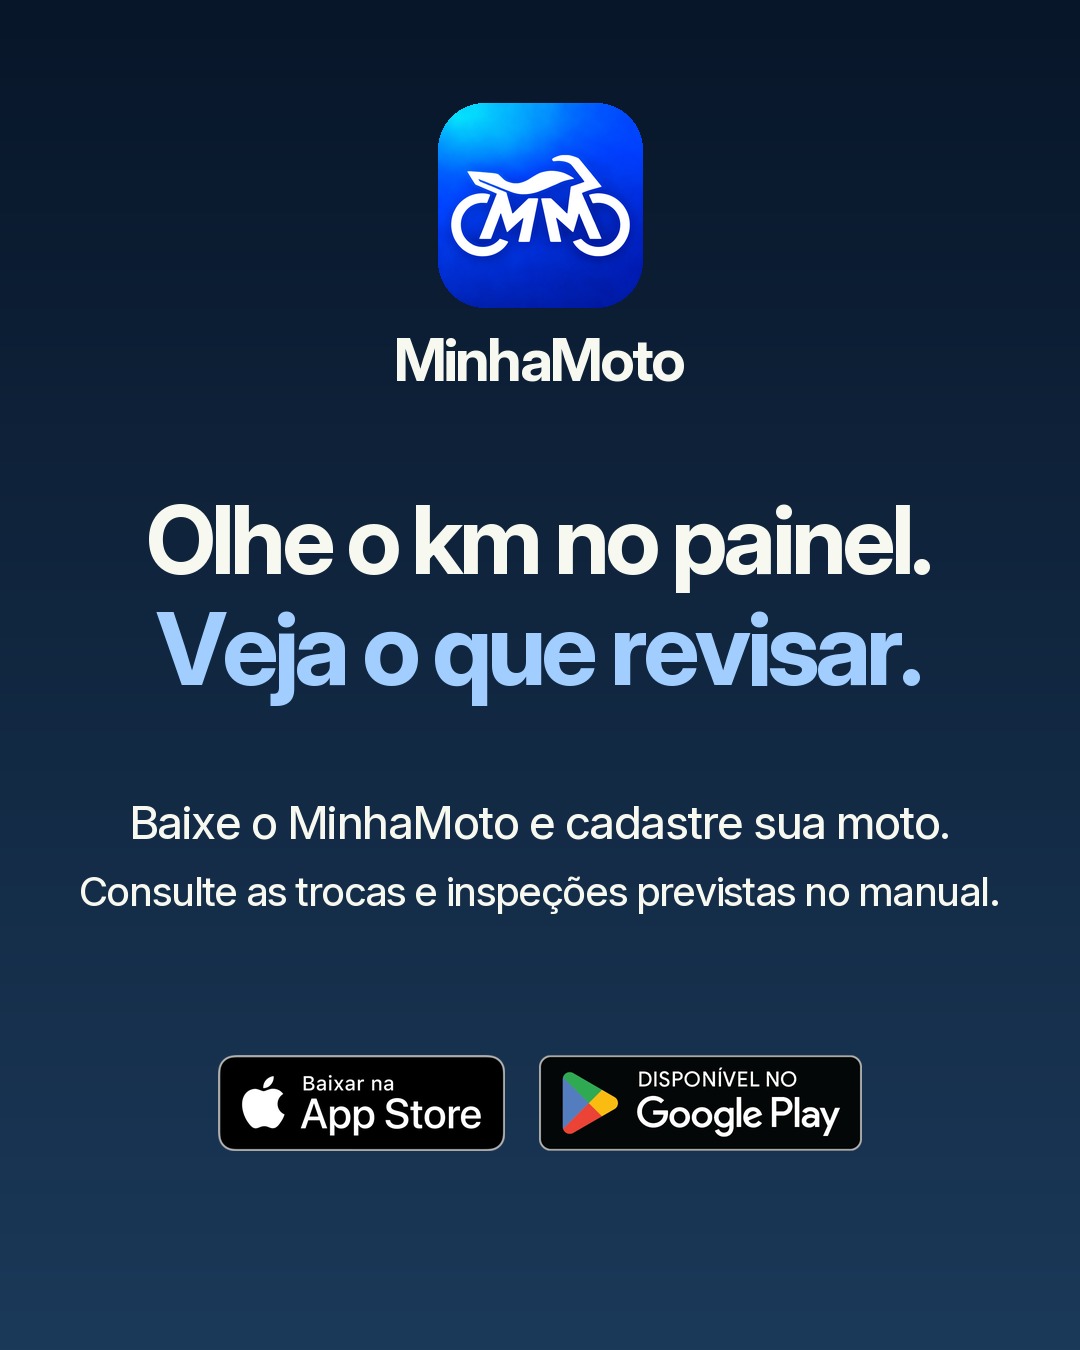 MM
MinhaMoto
Olhe o km no painel.
Veja o que revisar.
Baixe o MinhaMoto e cadastre sua moto.
Consulte as trocas e inspeções previstas no manual.
Baixar na
App Store
DISPONÍVEL NO
Google Play